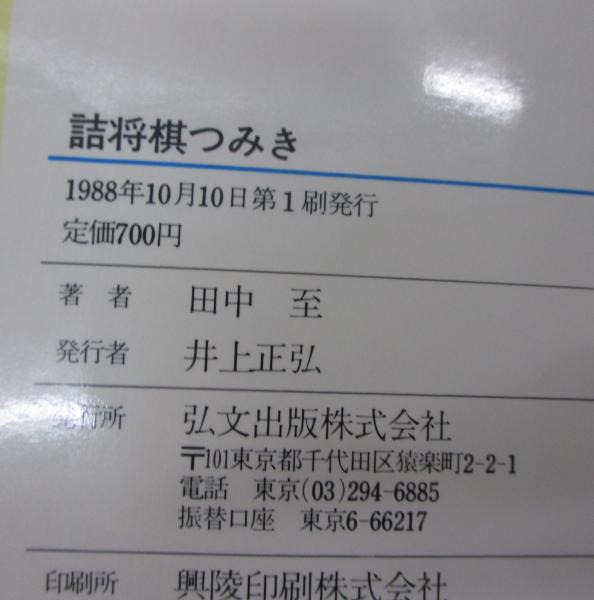 詰将棋つみき
1988年10月10日第1刷発行
定価700円
著 者 田中 至
発行者 井上正弘
発行所 弘文出版株式会社
〒101東京都千代田区猿楽町2-2-1
電話 東京(03)294-6885
振替口座 東京6-66217
印刷所 興陵印刷株式会社